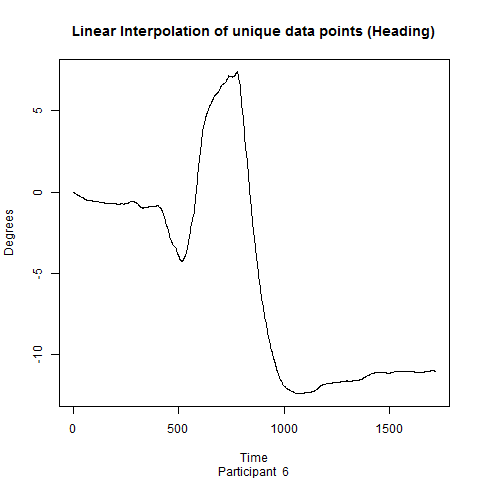 Linear Interpolation of unique data points (Heading)
5
0
-5
-10
Degrees
0 500 1000 1500
Time
Participant 6